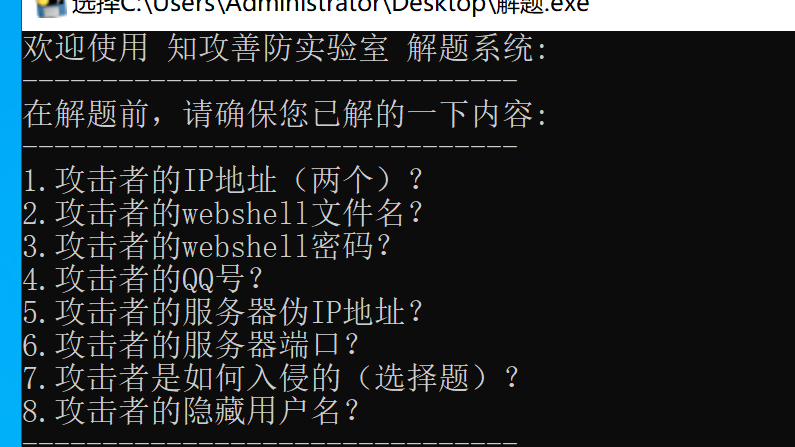 选择C:\Users\Administrator\Desktop\解题.exe
欢迎使用 知攻善防实验室 解题系统:
-------------------------------
在解题前，请确保您已解的一下内容:
-------------------------------
1.攻击者的IP地址（两个）？
2.攻击者的webshell文件名？
3.攻击者的webshell密码？
4.攻击者的QQ号？
5.攻击者的服务器伪IP地址？
6.攻击者的服务器端口？
7.攻击者是如何入侵的（选择题）？
8.攻击者的隐藏用户名？
-------------------------------